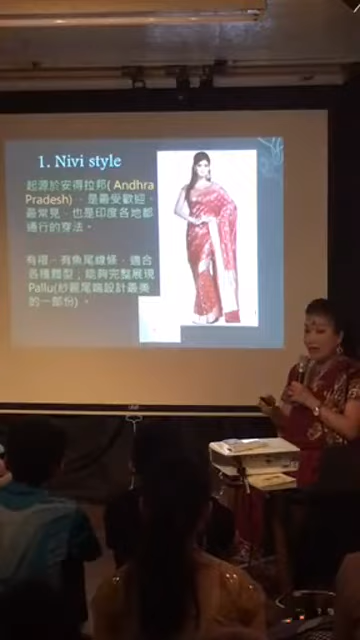 1. Nivi style
起源於安得拉邦( Andhra
Pradesh)，是最受歡迎、
最常見、也是印度各地都
通行的穿法。
有褶、有魚尾線條，適合
各種體型；能夠完整展現
Pallu(紗麗尾端設計最美
的一部份)。